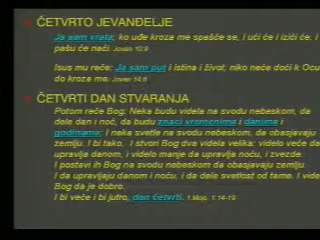 ČETVRTO JEVANĐELJE
Ja sam vrata; ko uđe kroza me spašće se, i ući će i izići će. i
pašu će naći. Jovan 10:9
Isus mu reče: Ja sam put i istina i život; niko neće doći k Ocu
do kroza me. Jovan 14:6
ČETVRTI DAN STVARANJA
Potom reče Bog: Neka budu videla na svodu nebeskom, da
dele dan i noć, da budu znaci vremenima i danima i
godinama; I neka svetle na svodu nebeskom, da obasjavaju
zemlju. I bi tako. I stvori Bog dva videla velika: videlo veće da
upravlja danom, i videlo manje da upravlja noću, i zvezde.
I postavi ih Bog na svodu nebeskom da obasjavaju zemlju.
I da upravljaju danom i noću, i da dele svetlost od tame. I vide
Bog da je dobro.
I bi veče i bi jutro, dan četvrti. 1.Mojs. 1:14-19